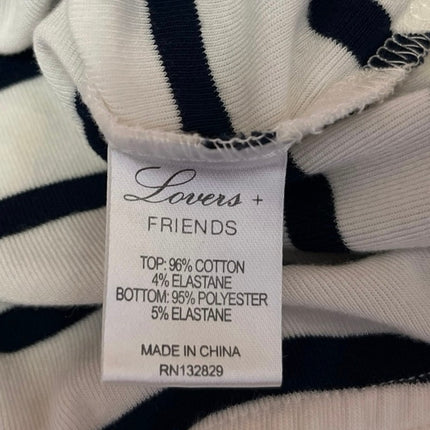 Lovers +
FRIENDS
TOP: 96% COTTON
4% ELASTANE
BOTTOM: 95% POLYESTER
5% ELASTANE
MADE IN CHINA
RN132829